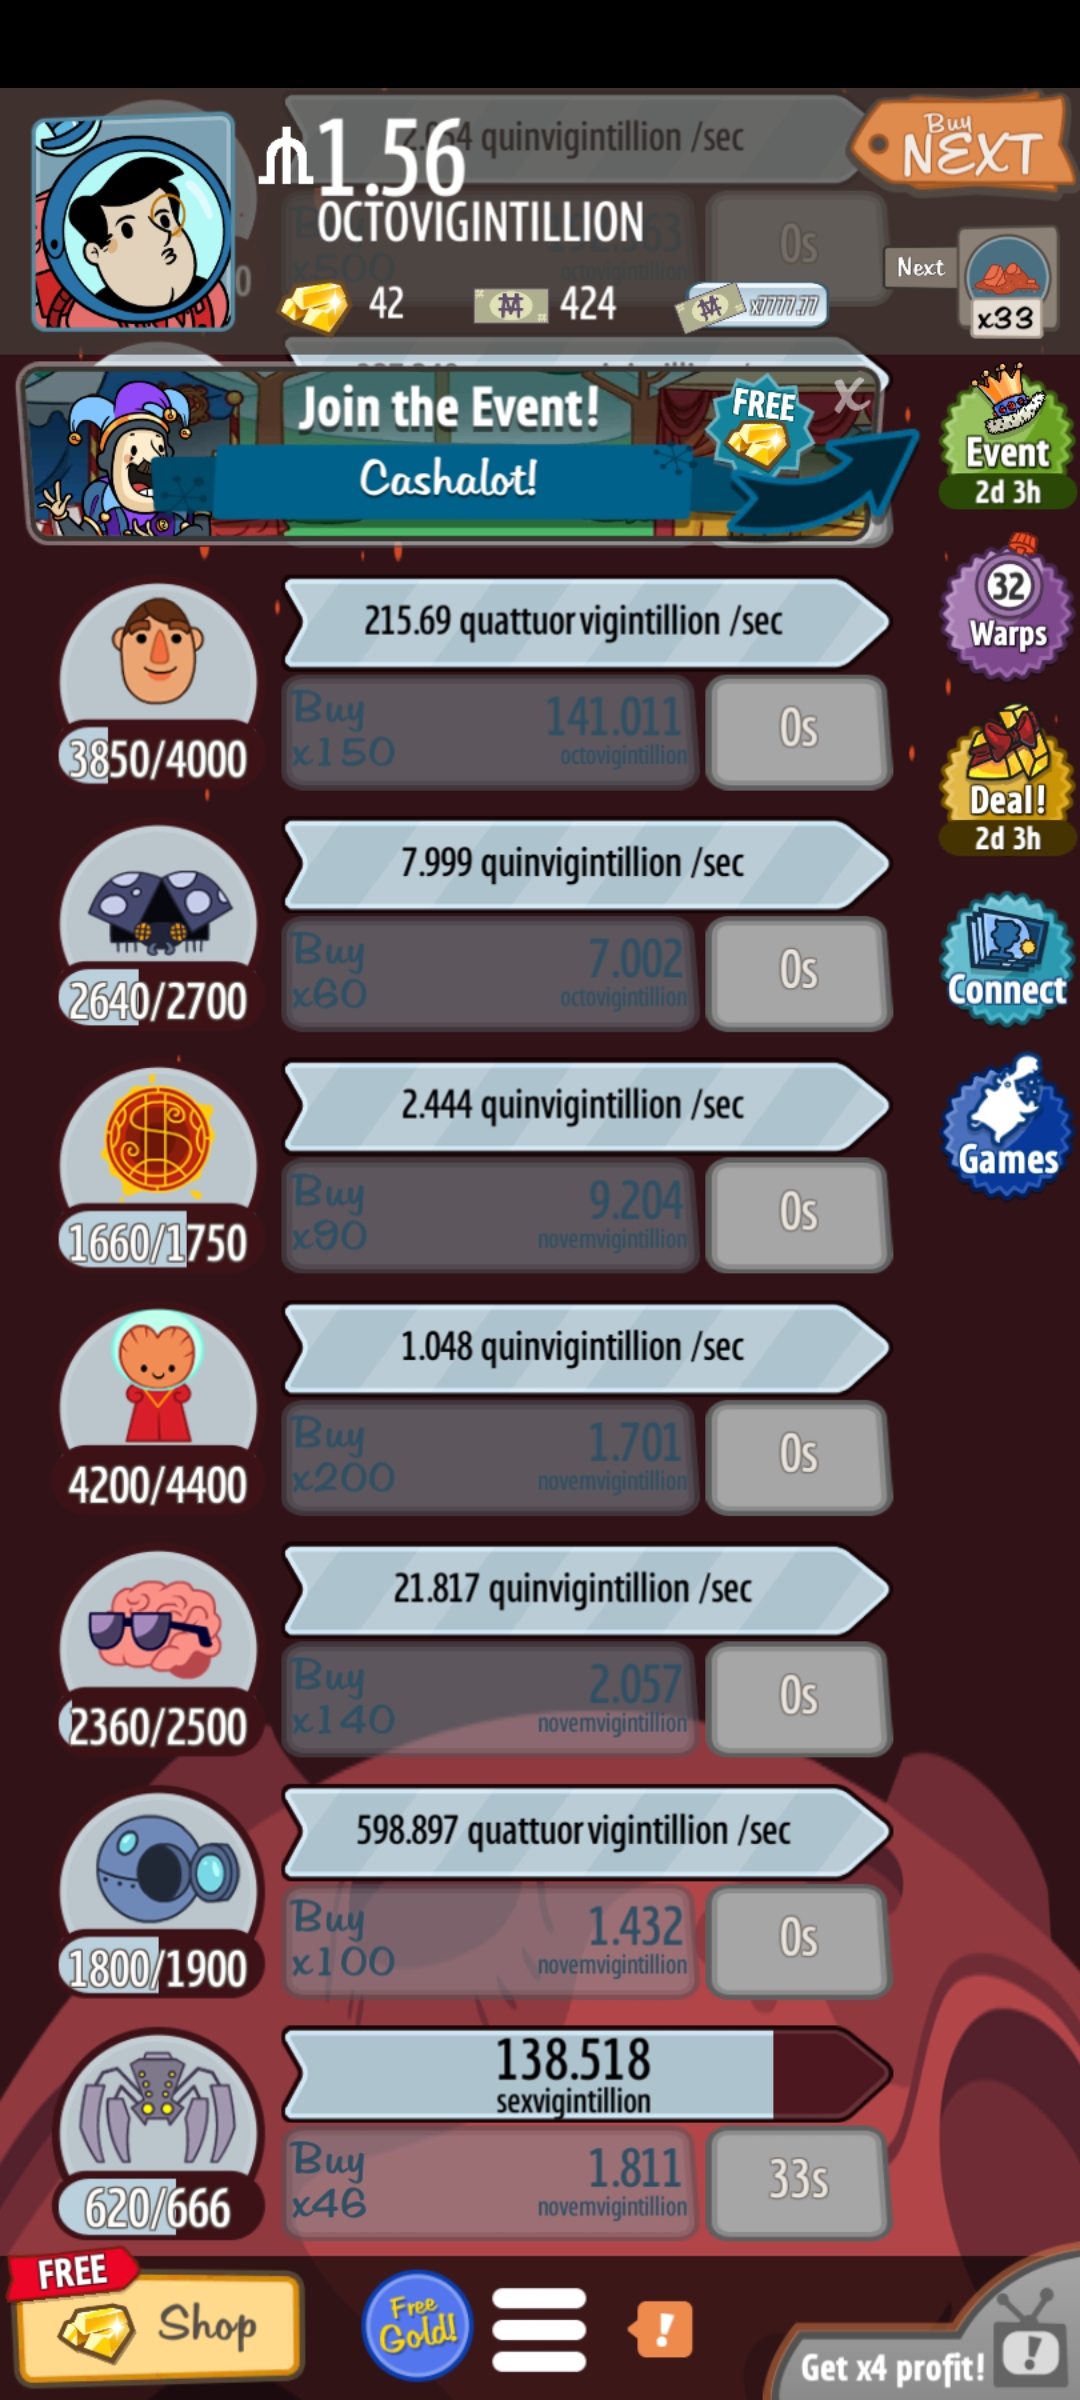 2.064 quinvigintillion /sec
1.56
OCTOVIGINTILLION
Buy
NEXT
x500
octovigintillion
0s
42
424
x7777.77
Next
x33
Join the Event!
FREE
X
Cashalot!
Event
2d 3h
215.69 quattuorvigintillion /sec
32
Warps
Buy
x150
141.011
octovigintillion
0s
3850/4000
Deal!
2d 3h
7.999 quinvigintillion /sec
Buy
x60
7.002
octovigintillion
0s
2640/2700
Connect
2.444 quinvigintillion /sec
Buy
x90
9.204
novemvigintillion
0s
1660/1750
Games
1.048 quinvigintillion /sec
Buy
x200
1.701
novemvigintillion
0s
4200/4400
21.817 quinvigintillion /sec
Buy
x140
2.057
novemvigintillion
0s
2360/2500
598.897 quattuorvigintillion /sec
Buy
x100
1.432
novemvigintillion
0s
1800/1900
138.518
sexvigintillion
Buy
x46
1.811
novemvigintillion
33s
620/666
FREE
Shop
Free
Gold!
!
Get x4 profit!
!